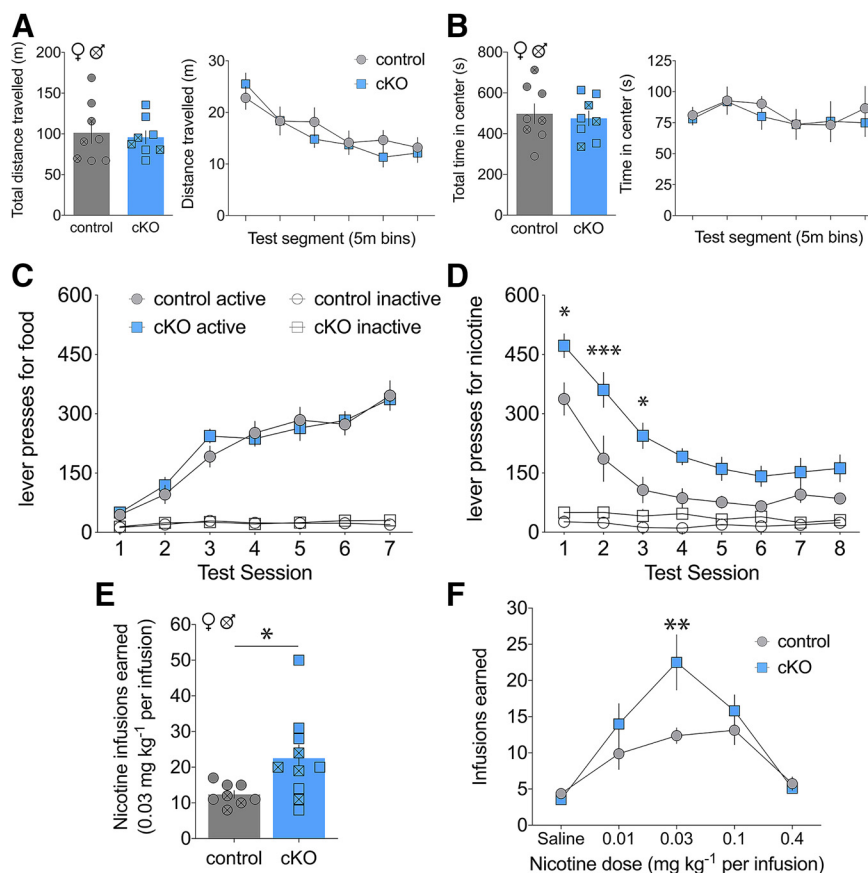 A
♀ ⚦
Total distance travelled (m)
200
150
100
50
0
control
cKO
Distance travelled (m)
30
20
10
0
control
cKO
Test segment (5m bins)
B
♀ ⚦
Total time in center (s)
800
600
400
200
0
control
cKO
Time in center (s)
125
100
75
50
25
0
Test segment (5m bins)
C
lever presses for food
600
450
300
150
0
control active
control inactive
cKO active
cKO inactive
1 2 3 4 5 6 7
Test Session
D
lever presses for nicotine
600
450
300
150
0
*
***
*
1 2 3 4 5 6 7 8
Test Session
E
♀ ⚦
Nicotine infusions earned
(0.03 mg kg⁻¹ per infusion)
60
50
40
30
20
10
0
*
control
cKO
F
Infusions earned
30
25
20
15
10
5
0
**
control
cKO
Saline 0.01 0.03 0.1 0.4
Nicotine dose (mg kg⁻¹ per infusion)